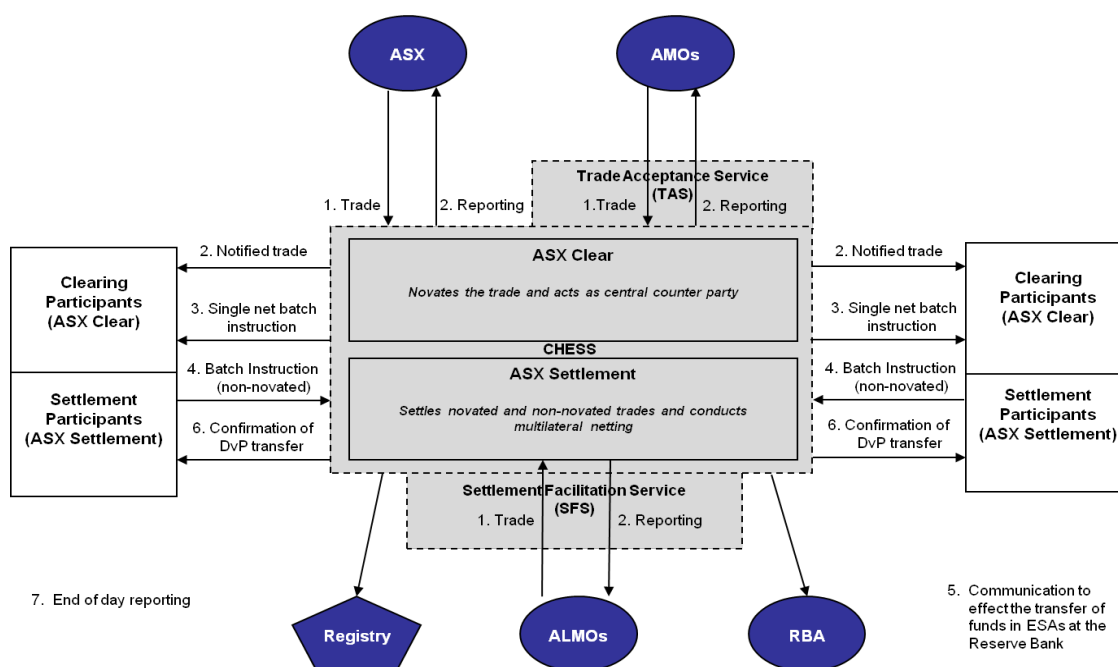 ASX
AMOs
Trade Acceptance Service
(TAS)
1. Trade
2. Reporting
1.Trade
2. Reporting
2. Notified trade
3. Single net batch
instruction
4. Batch Instruction
(non-novated)
6. Confirmation of
DvP transfer
Clearing
Participants
(ASX Clear)
Settlement
Participants
(ASX Settlement)
ASX Clear
Novates the trade and acts as central counter party
CHESS
ASX Settlement
Settles novated and non-novated trades and conducts
multilateral netting
2. Notified trade
3. Single net batch
instruction
4. Batch Instruction
(non-novated)
6. Confirmation of
DvP transfer
Clearing
Participants
(ASX Clear)
Settlement
Participants
(ASX Settlement)
Settlement Facilitation Service
(SFS)
1. Trade
2. Reporting
7. End of day reporting
Registry
ALMOs
RBA
5. Communication to
effect the transfer of
funds in ESAs at the
Reserve Bank